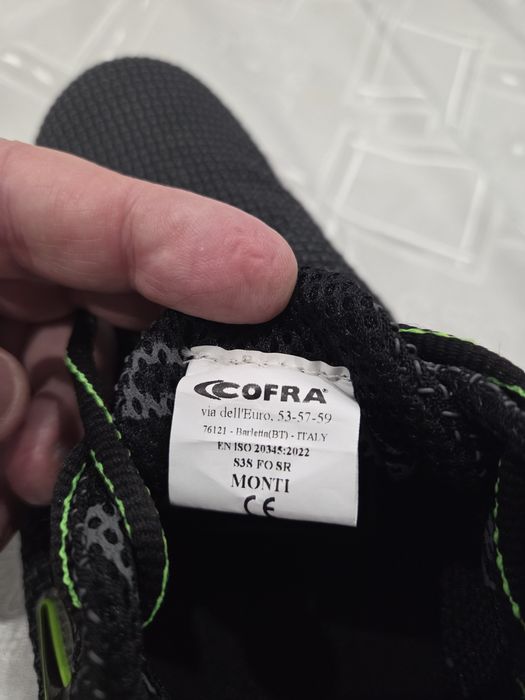 COFRA®
via dell'Euro, 53-57-59
76121 - Barletta(BT) - ITALY
EN ISO 20345:2022
S3S FO SR
MONTI
CE